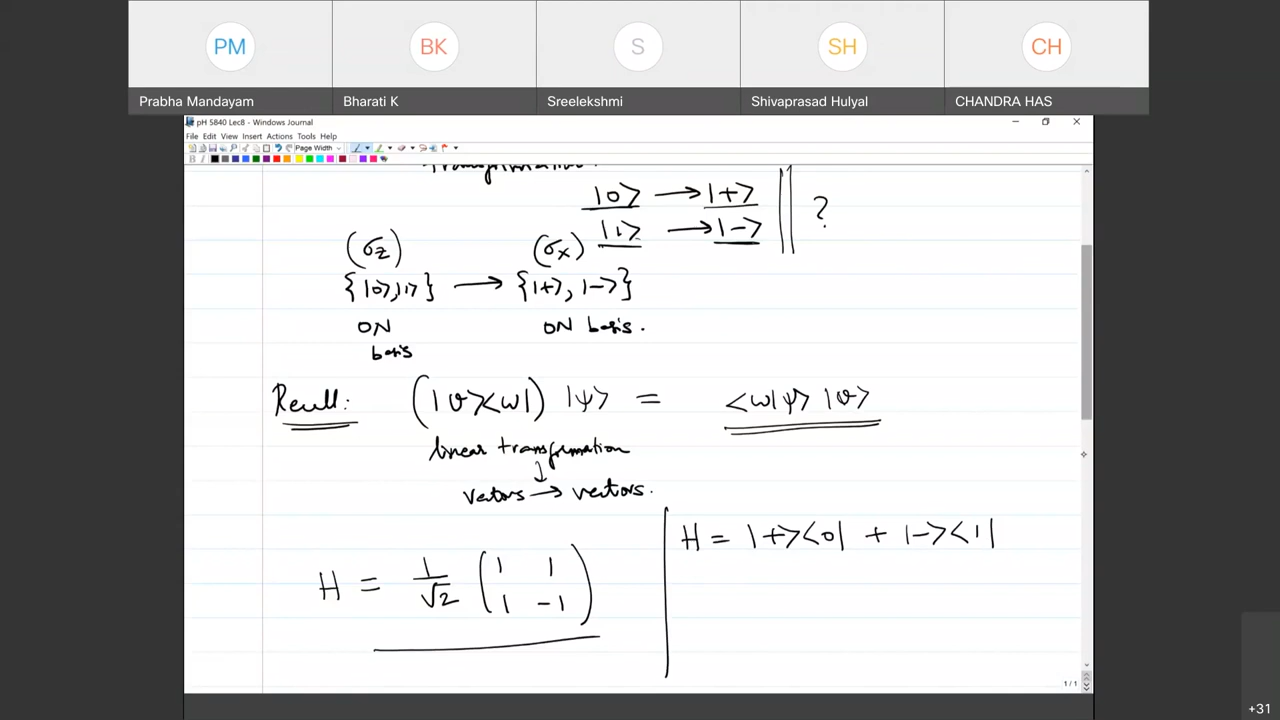 PM BK S SH CH
Prabha Mandayam Bharati K Sreelekshmi Shivaprasad Hulyal CHANDRA HAS
pH 5840 Lec8 - Windows Journal
File Edit View Insert Actions Tools Help
Page Width
B I
|0> → |+>
|1> → |-> ?
(σz) (σx)
{|0>,|1>} → {|+>, |->}
ON ON basis.
basis
Recall: (|v><w|) |ψ> = <w|ψ> |v>
linear transformation
↓
vectors → vectors.
H = |+><0| + |-><1|
H = 1/√2 (1 1
1 -1)
1 / 1
+31